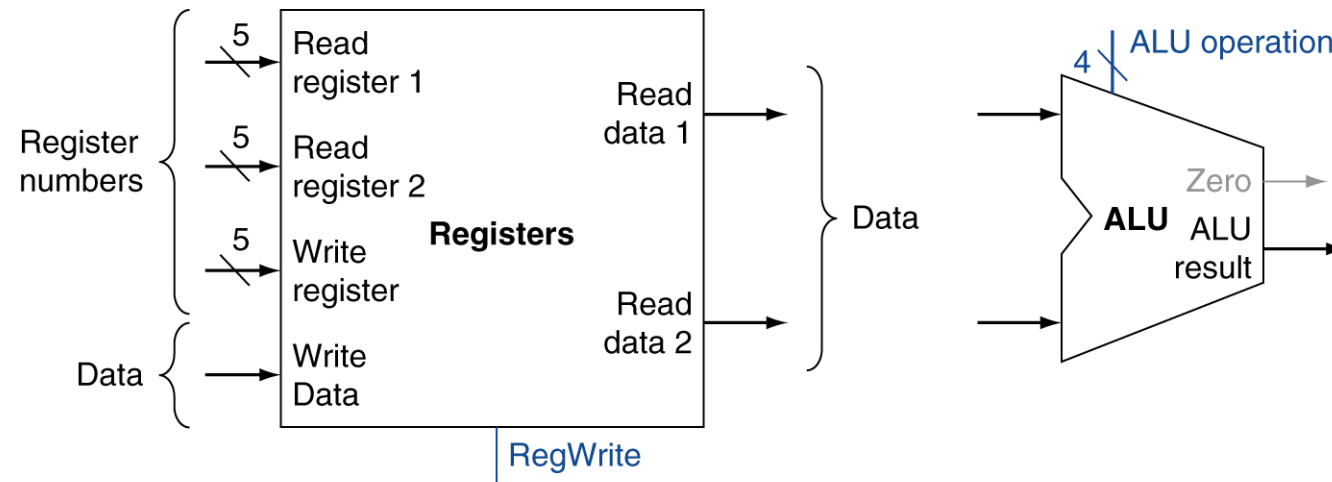 Register
numbers
Data
5
Read
register 1
5
Read
register 2
5
Write
register
Write
Data
Registers
Read
data 1
Read
data 2
RegWrite
Data
4
ALU operation
Zero
ALU
ALU
result